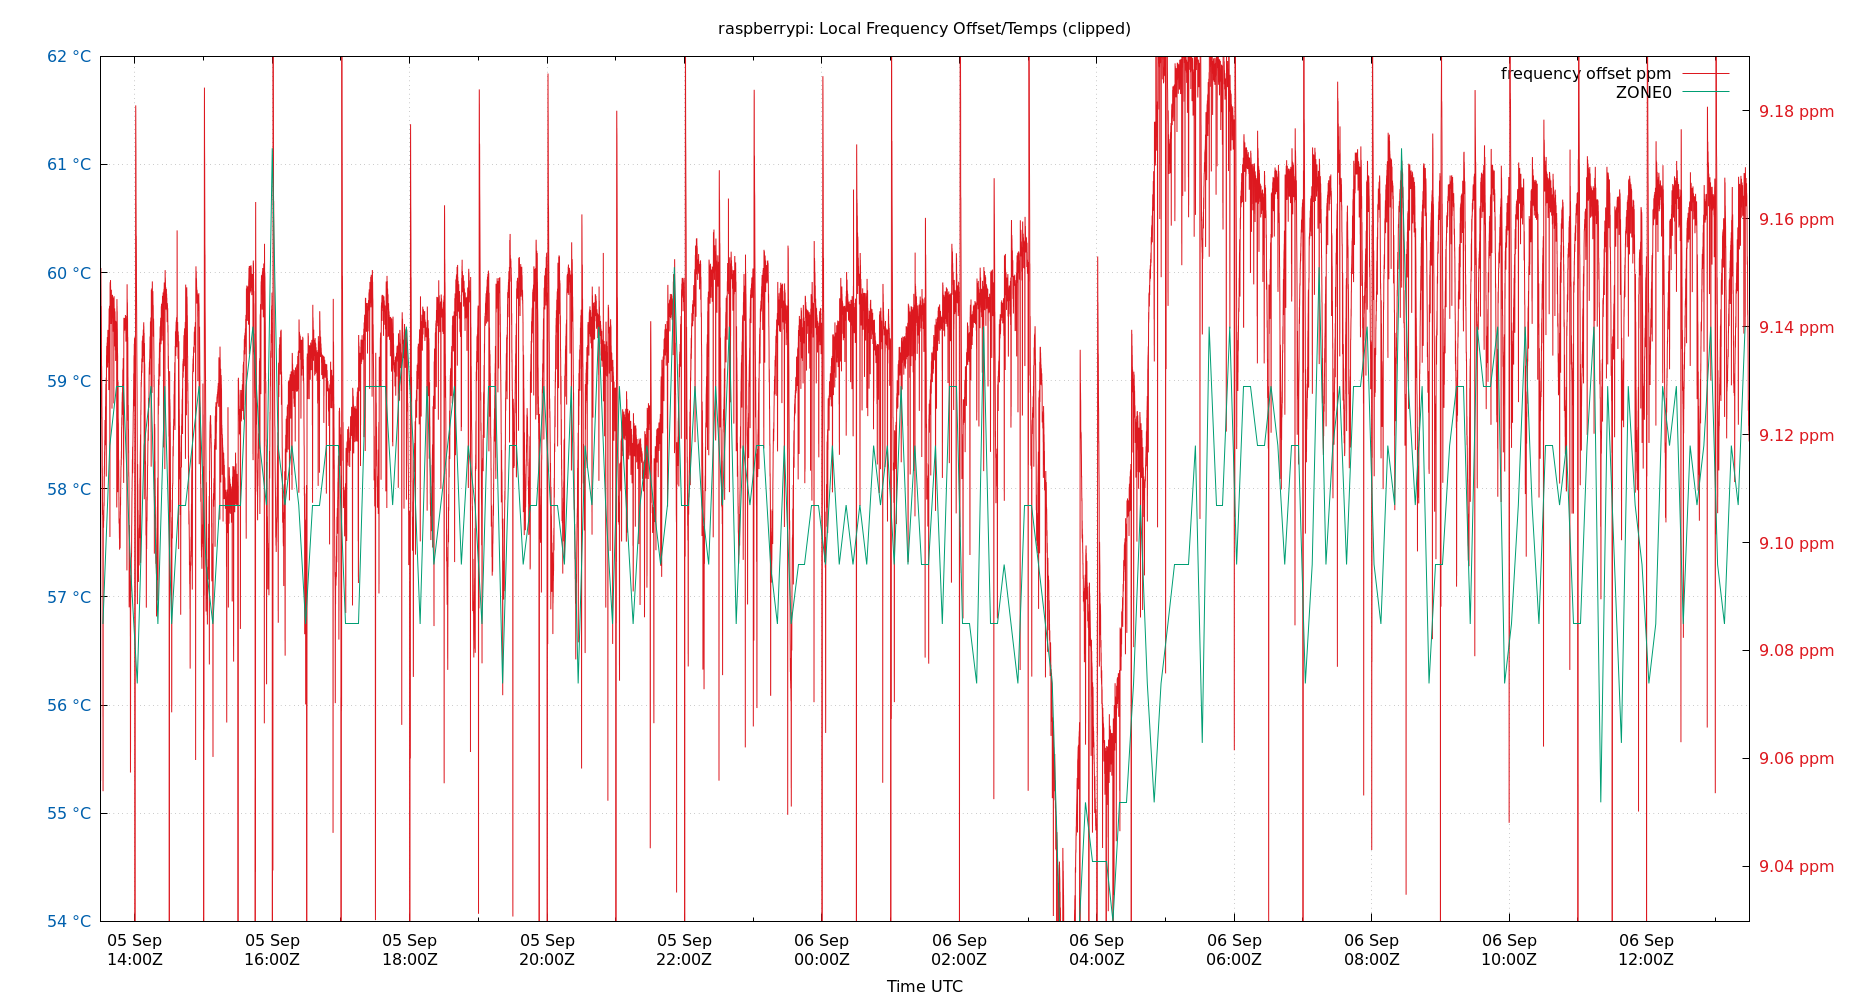 raspberrypi: Local Frequency Offset/Temps (clipped)
62 °C
61 °C
60 °C
59 °C
58 °C
57 °C
56 °C
55 °C
54 °C
frequency offset ppm
ZONE0
9.18 ppm
9.16 ppm
9.14 ppm
9.12 ppm
9.10 ppm
9.08 ppm
9.06 ppm
9.04 ppm
05 Sep
14:00Z
05 Sep
16:00Z
05 Sep
18:00Z
05 Sep
20:00Z
05 Sep
22:00Z
06 Sep
00:00Z
06 Sep
02:00Z
06 Sep
04:00Z
06 Sep
06:00Z
06 Sep
08:00Z
06 Sep
10:00Z
06 Sep
12:00Z
Time UTC